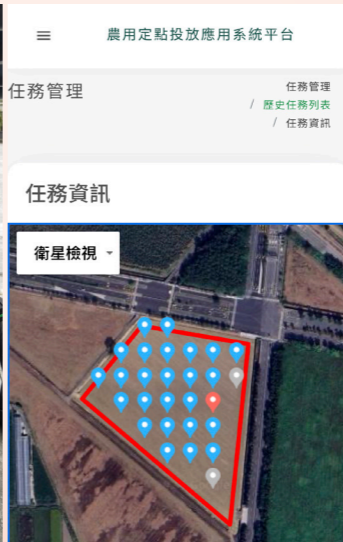 農用定點投放應用系統平台
任務管理
任務管理
/ 歷史任務列表
/ 任務資訊
任務資訊
衛星檢視